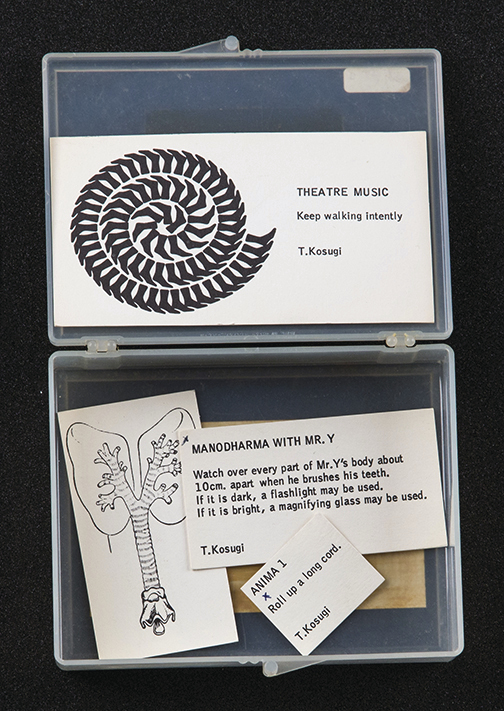 THEATRE MUSIC
Keep walking intently
T.Kosugi
MANODHARMA WITH MR.Y
Watch over every part of Mr.Y's body about
10cm. apart when he brushes his teeth.
If it is dark, a flashlight may be used.
If it is bright, a magnifying glass may be used.
T.Kosugi
ANIMA 1
Roll up a long cord.
T.Kosugi